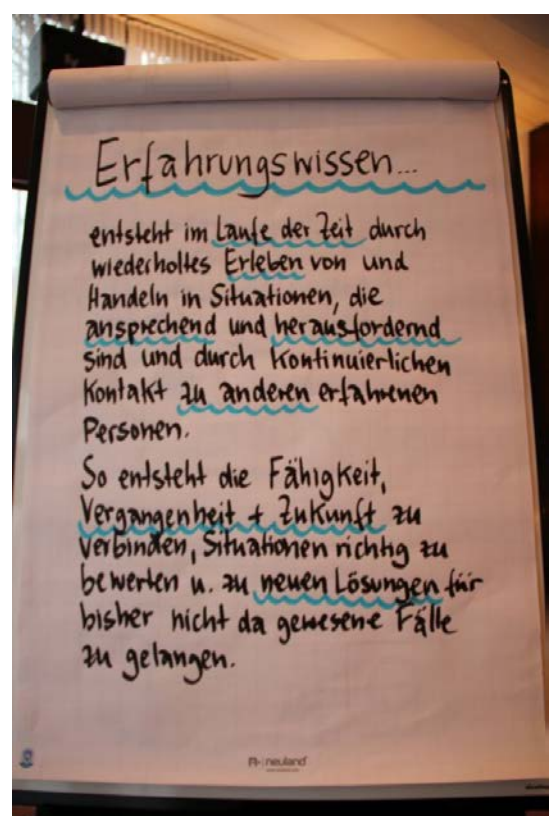 Erfahrungswissen...
entsteht im Laufe der Zeit durch
wiederholtes Erleben von und
Handeln in Situationen, die
ansprechend und herausfordernd
sind und durch kontinuierlichen
Kontakt zu anderen erfahrenen
Personen.
So entsteht die Fähigkeit,
Vergangenheit + Zukunft zu
verbinden, Situationen richtig zu
bewerten u. zu neuen Lösungen für
bisher nicht da gewesene Fälle
zu gelangen.
neuland